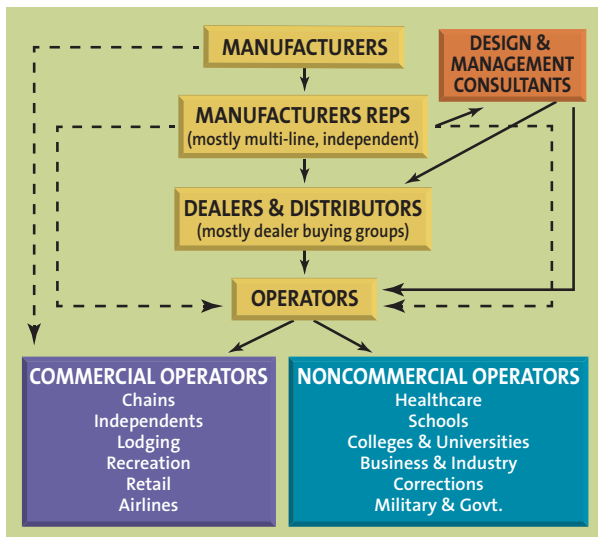 MANUFACTURERS
DESIGN &
MANAGEMENT
CONSULTANTS
MANUFACTURERS REPS
(mostly multi-line, independent)
DEALERS & DISTRIBUTORS
(mostly dealer buying groups)
OPERATORS
COMMERCIAL OPERATORS
Chains
Independents
Lodging
Recreation
Retail
Airlines
NONCOMMERCIAL OPERATORS
Healthcare
Schools
Colleges & Universities
Business & Industry
Corrections
Military & Govt.